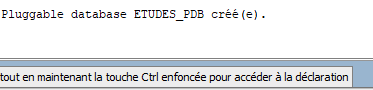 Pluggable database ETUDES_PDB créé(e).
tout en maintenant la touche Ctrl enfoncée pour accéder à la déclaration